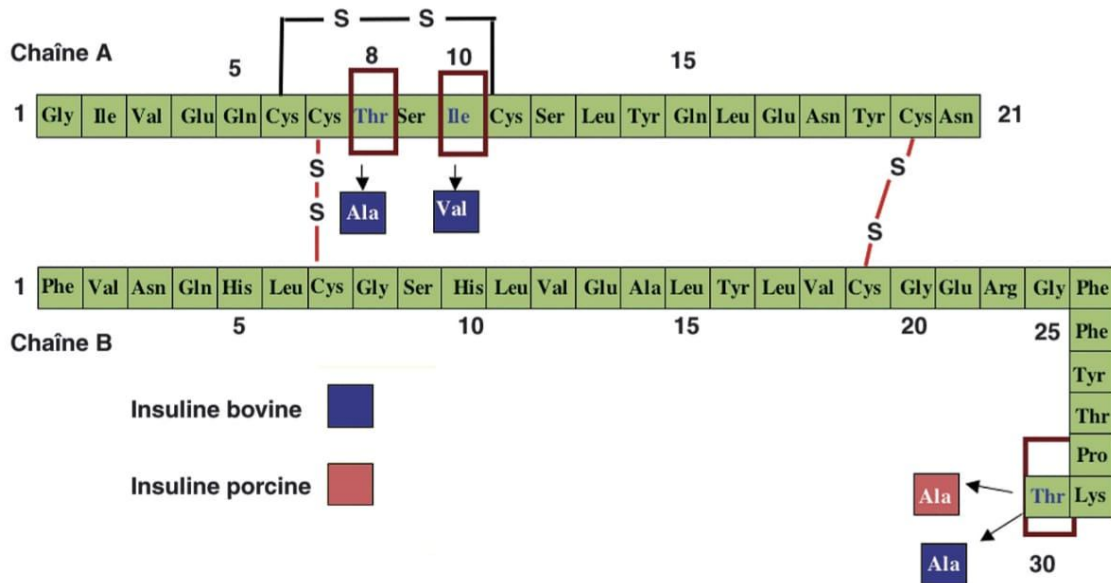 S S
Chaîne A 5 8 10 15
1 Gly Ile Val Glu Gln Cys Cys Thr Ser Ile Cys Ser Leu Tyr Gln Leu Glu Asn Tyr Cys Asn 21
S S
S S
Ala Val
1 Phe Val Asn Gln His Leu Cys Gly Ser His Leu Val Glu Ala Leu Tyr Leu Val Cys Gly Glu Arg Gly Phe
5 10 15 20 25 Phe
Chaîne B
Tyr
Insuline bovine Thr
Pro
Insuline porcine Ala Thr Lys
Ala 30